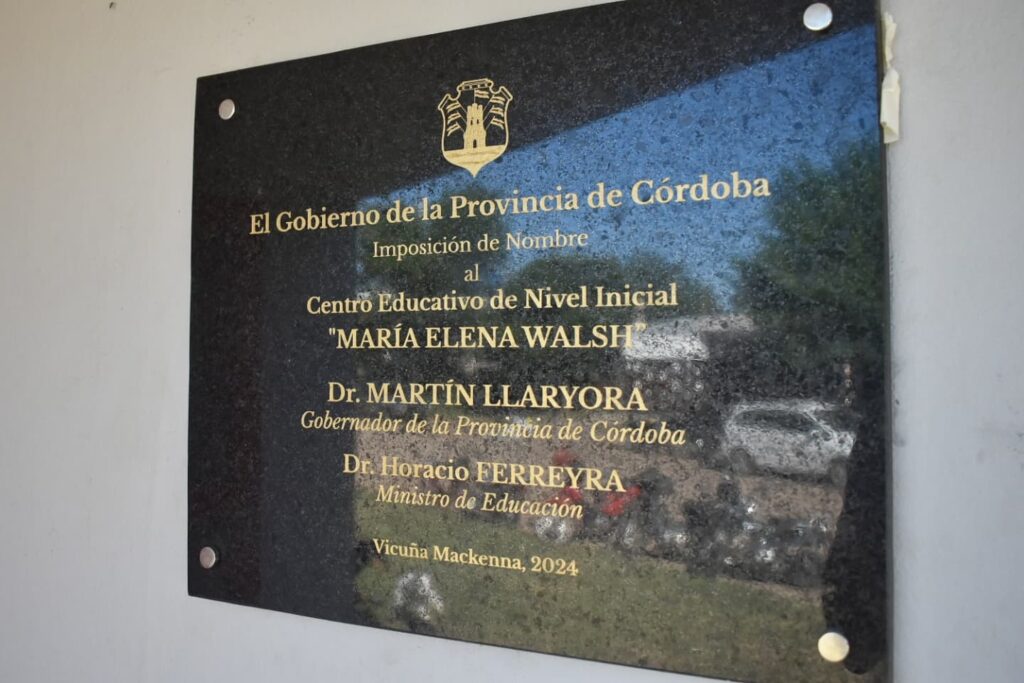 El Gobierno de la Provincia de Córdoba
Imposición de Nombre
al
Centro Educativo de Nivel Inicial
"MARÍA ELENA WALSH”
Dr. MARTÍN LLARYORA
Gobernador de la Provincia de Córdoba
Dr. Horacio FERREYRA
Ministro de Educación
Vicuña Mackenna, 2024